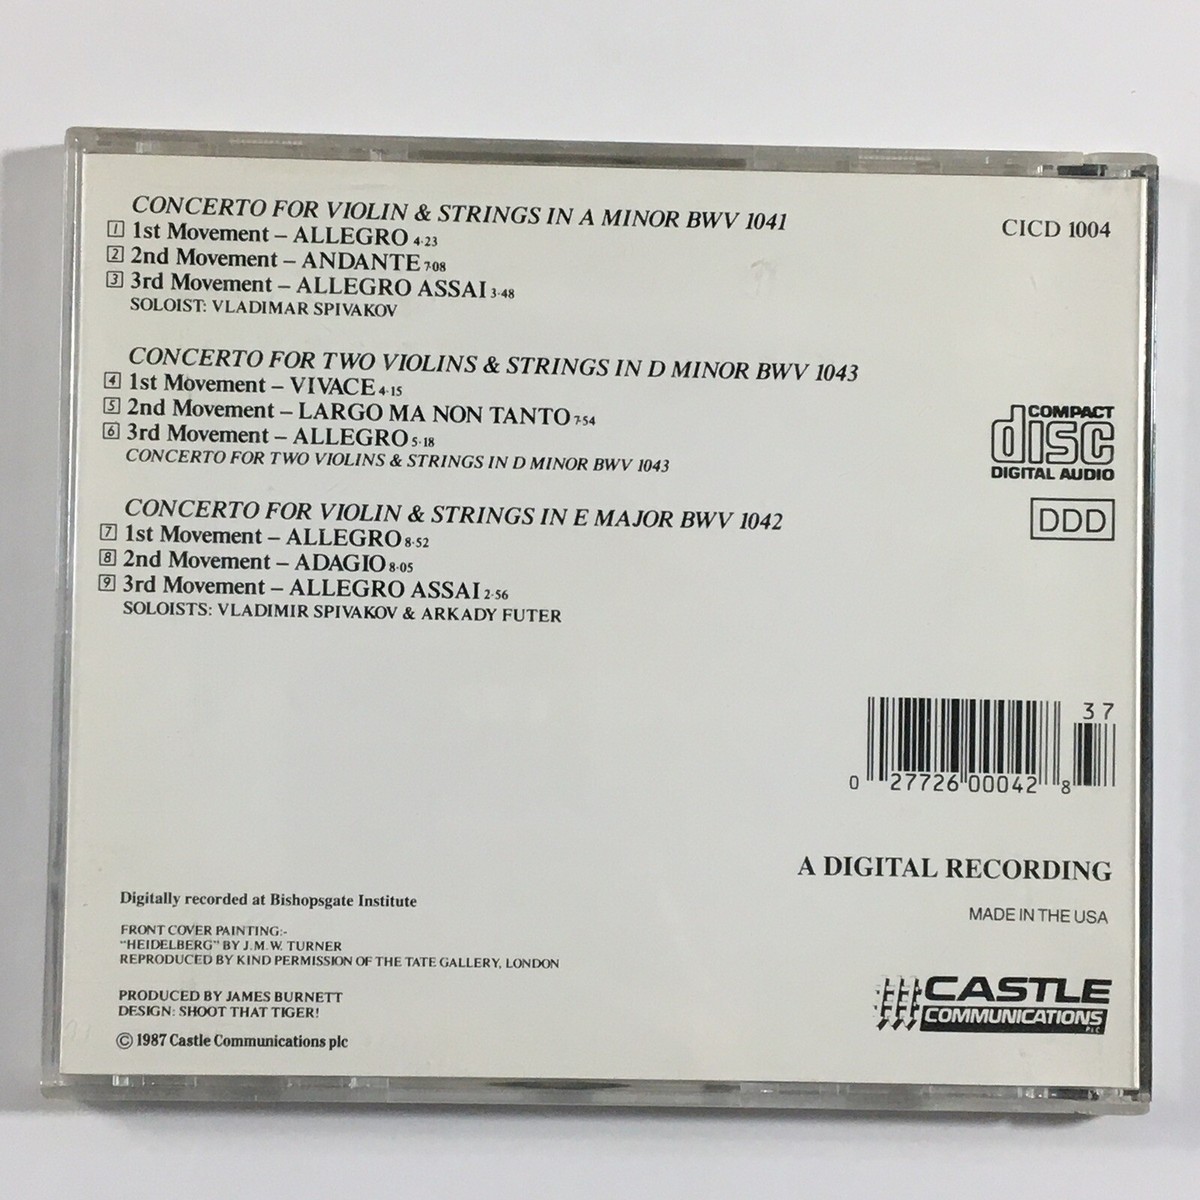 CONCERTO FOR VIOLIN & STRINGS IN A MINOR BWV 1041
CICD 1004
1 1st Movement – ALLEGRO 4·23
2 2nd Movement – ANDANTE 7·08
3 3rd Movement – ALLEGRO ASSAI 3·48
SOLOIST: VLADIMAR SPIVAKOV
CONCERTO FOR TWO VIOLINS & STRINGS IN D MINOR BWV 1043
4 1st Movement – VIVACE 4·15
5 2nd Movement – LARGO MA NON TANTO 7·54
6 3rd Movement – ALLEGRO 5·18
CONCERTO FOR TWO VIOLINS & STRINGS IN D MINOR BWV 1043
COMPACT
disc
DIGITAL AUDIO
DDD
CONCERTO FOR VIOLIN & STRINGS IN E MAJOR BWV 1042
7 1st Movement – ALLEGRO 8·52
8 2nd Movement – ADAGIO 8·05
9 3rd Movement – ALLEGRO ASSAI 2·56
SOLOISTS: VLADIMIR SPIVAKOV & ARKADY FUTER
37
0 27726 00042 8
A DIGITAL RECORDING
MADE IN THE USA
Digitally recorded at Bishopsgate Institute
FRONT COVER PAINTING:-
"HEIDELBERG" BY J.M.W. TURNER
REPRODUCED BY KIND PERMISSION OF THE TATE GALLERY, LONDON
PRODUCED BY JAMES BURNETT
DESIGN: SHOOT THAT TIGER!
© 1987 Castle Communications plc
CASTLE
COMMUNICATIONS
PLC